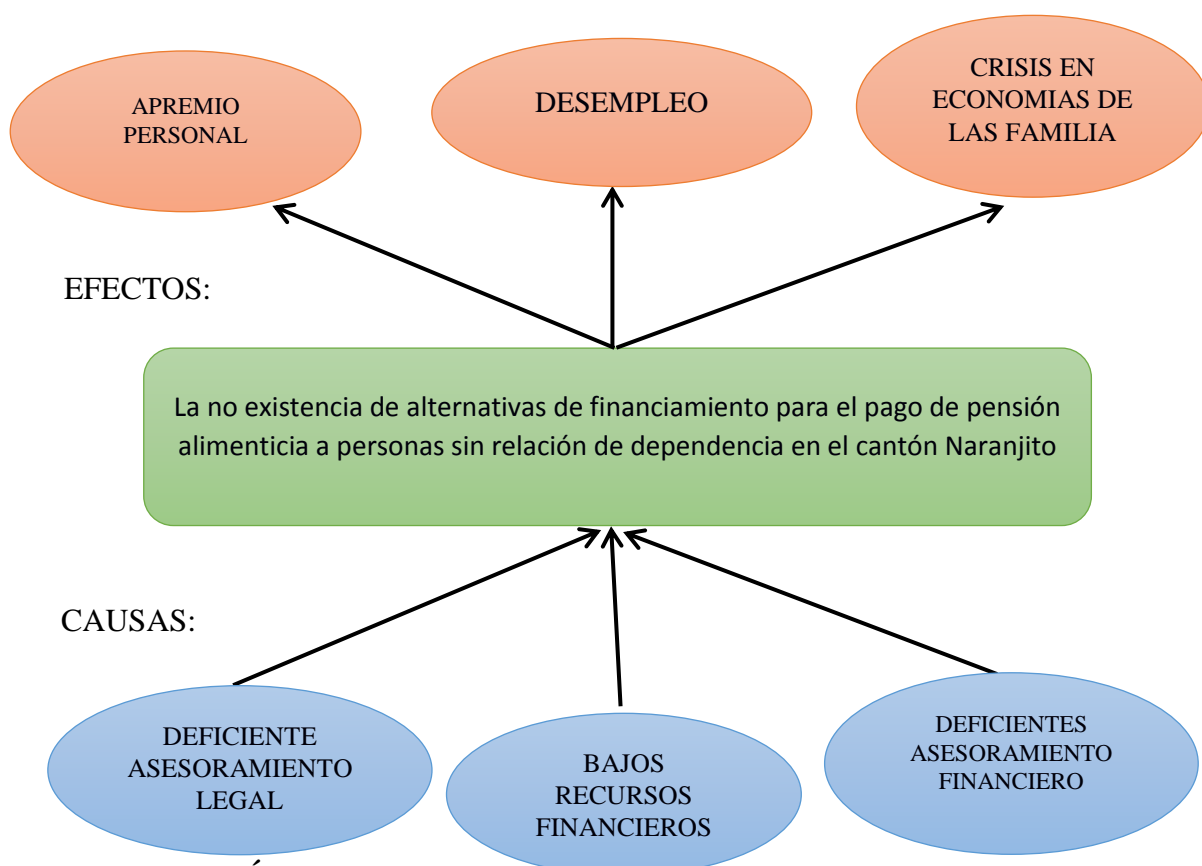 APREMIO
PERSONAL
DESEMPLEO
CRISIS EN
ECONOMIAS DE
LAS FAMILIA
EFECTOS:
La no existencia de alternativas de financiamiento para el pago de pensión
alimenticia a personas sin relación de dependencia en el cantón Naranjito
CAUSAS:
DEFICIENTE
ASESORAMIENTO
LEGAL
BAJOS
RECURSOS
FINANCIEROS
DEFICIENTES
ASESORAMIENTO
FINANCIERO